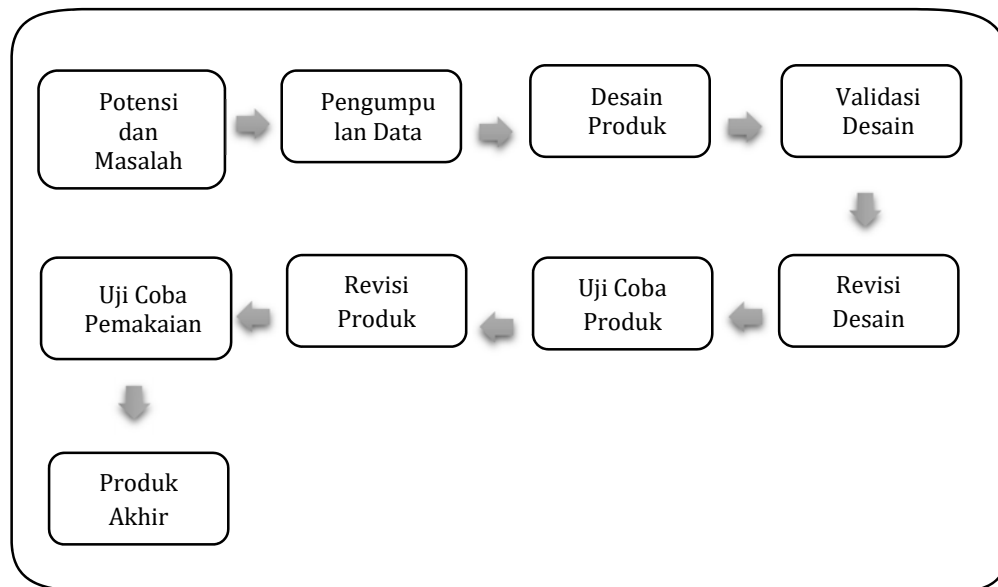 Potensi
dan
Masalah
Pengumpu
lan Data
Desain
Produk
Validasi
Desain
Revisi
Desain
Uji Coba
Produk
Revisi
Produk
Uji Coba
Pemakaian
Produk
Akhir